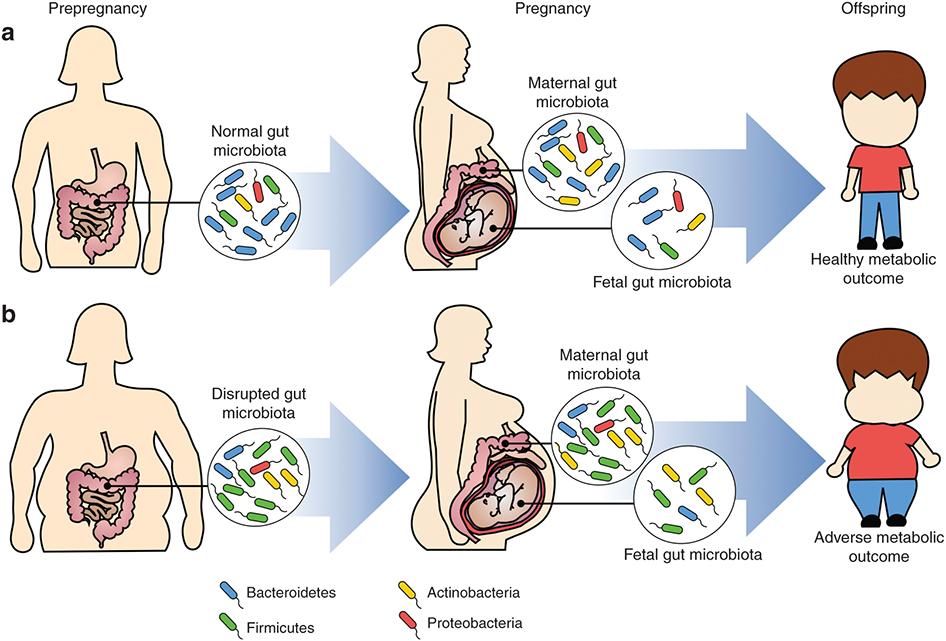 Prepregnancy
Pregnancy
Offspring
a
Normal gut
microbiota
Maternal gut
microbiota
Fetal gut microbiota
Healthy metabolic
outcome
b
Disrupted gut
microbiota
Maternal gut
microbiota
Fetal gut microbiota
Adverse metabolic
outcome
Bacteroidetes
Actinobacteria
Firmicutes
Proteobacteria